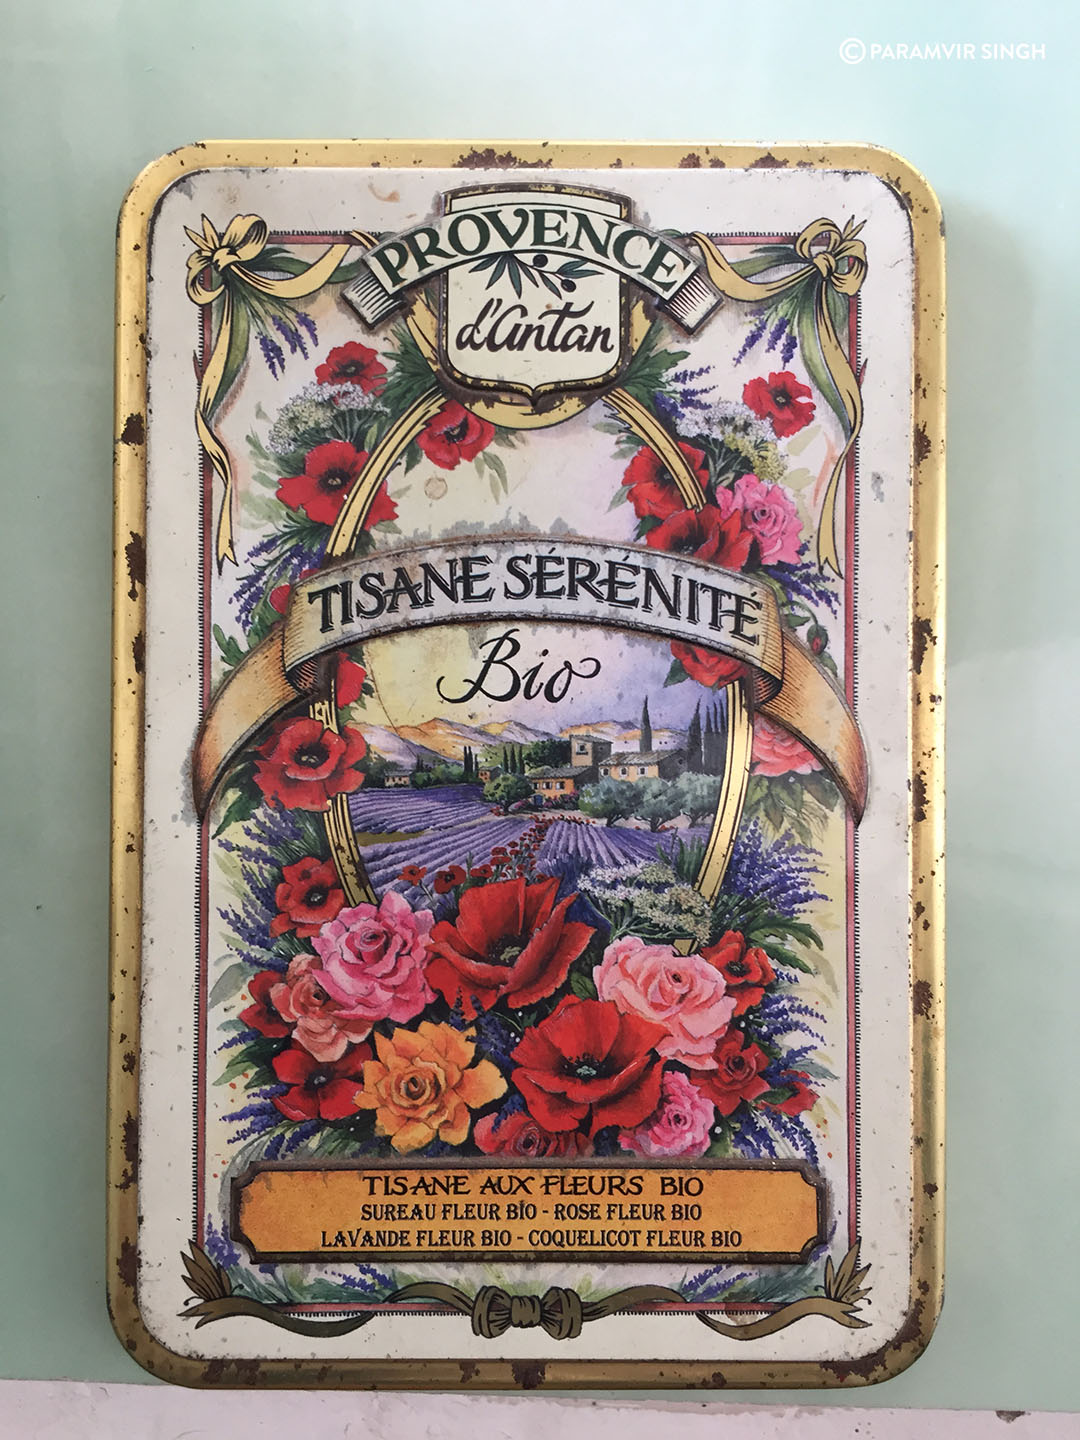 © PARAMVIR SINGH
PROVENCE
d'antan
TISANE SÉRÉNITÉ
Bio
TISANE AUX FLEURS BIO
SUREAU FLEUR BIO - ROSE FLEUR BIO
LAVANDE FLEUR BIO - COQUELICOT FLEUR BIO